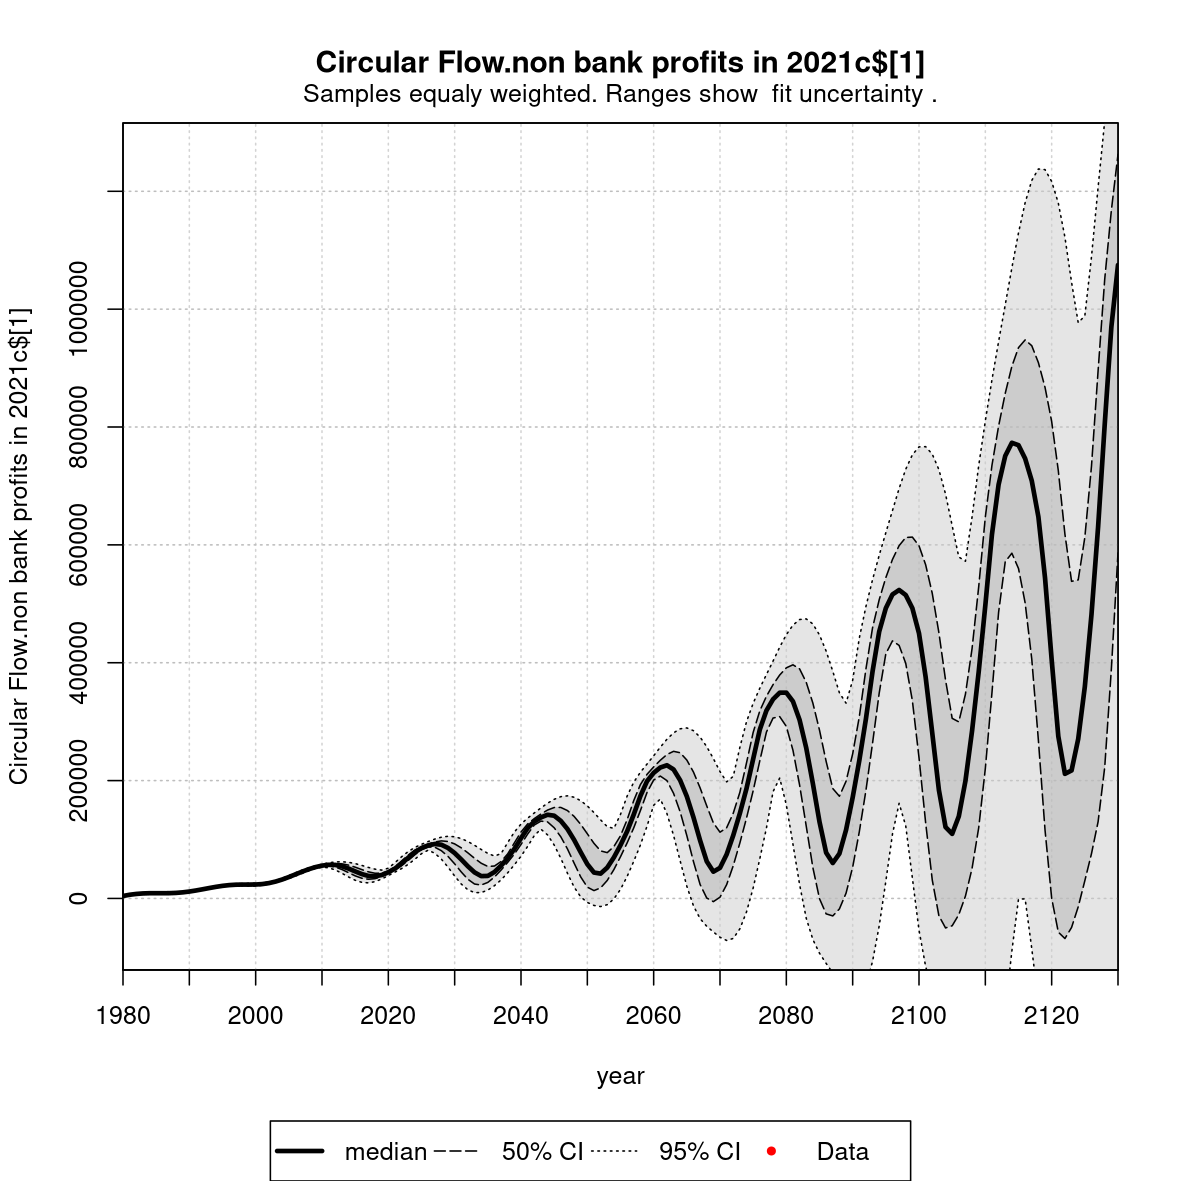 Circular Flow.non bank profits in 2021c$[1]
Samples equaly weighted. Ranges show  fit uncertainty .
Circular Flow.non bank profits in 2021c$[1]
1000000
800000
600000
400000
200000
0
1980 2000 2020 2040 2060 2080 2100 2120
year
median 50% CI 95% CI Data